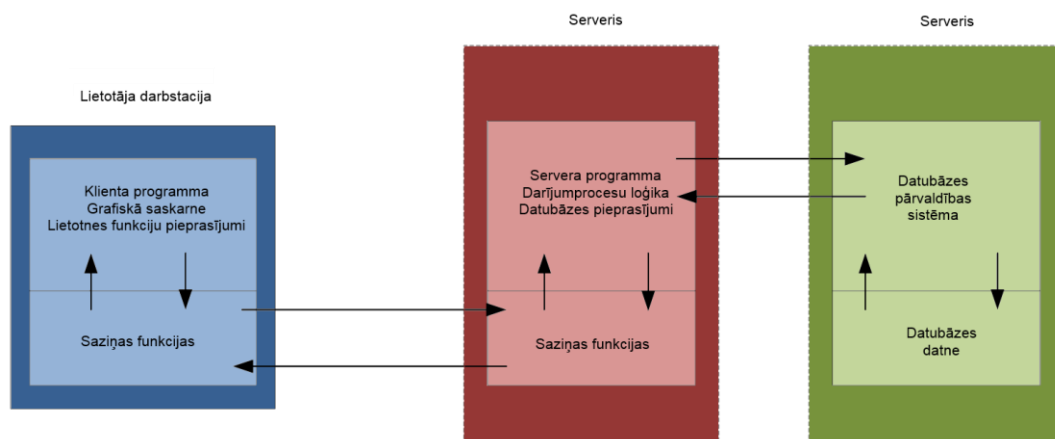 Serveris
Serveris
Lietotāja darbstacija
Klienta programma
Grafiskā saskarne
Lietotnes funkciju pieprasījumi
Saziņas funkcijas
Servera programma
Darījumprocesu loģika
Datubāzes pieprasījumi
Saziņas funkcijas
Datubāzes
pārvaldības
sistēma
Datubāzes
datne